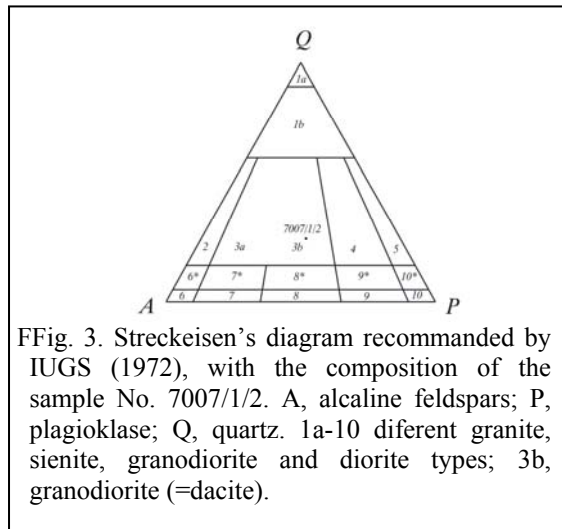 Q
1a
1b
7007/1/2
2 3a 3b 4 5
6* 7* 8* 9* 10*
A 6 7 8 9 10 P
FFig. 3. Streckeisen's diagram recommanded by
IUGS (1972), with the composition of the
sample No. 7007/1/2. A, alcaline feldspars; P,
plagioklase; Q, quartz. 1a-10 diferent granite,
sienite, granodiorite and diorite types; 3b,
granodiorite (=dacite).